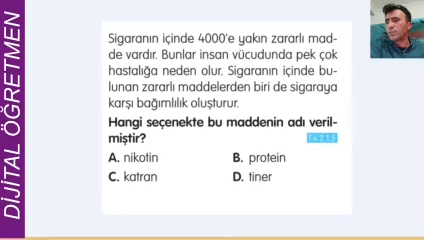 DİJİTAL ÖĞRETMEN
Sigaranın içinde 4000'e yakın zararlı mad-
de vardır. Bunlar insan vücudunda pek çok
hastalığa neden olur. Sigaranın içinde bu-
lunan zararlı maddelerden biri de sigaraya
karşı bağımlılık oluşturur.
Hangi seçenekte bu maddenin adı veril-
miştir?
F.4.2.1.5
A. nikotin
B. protein
C. katran
D. tiner